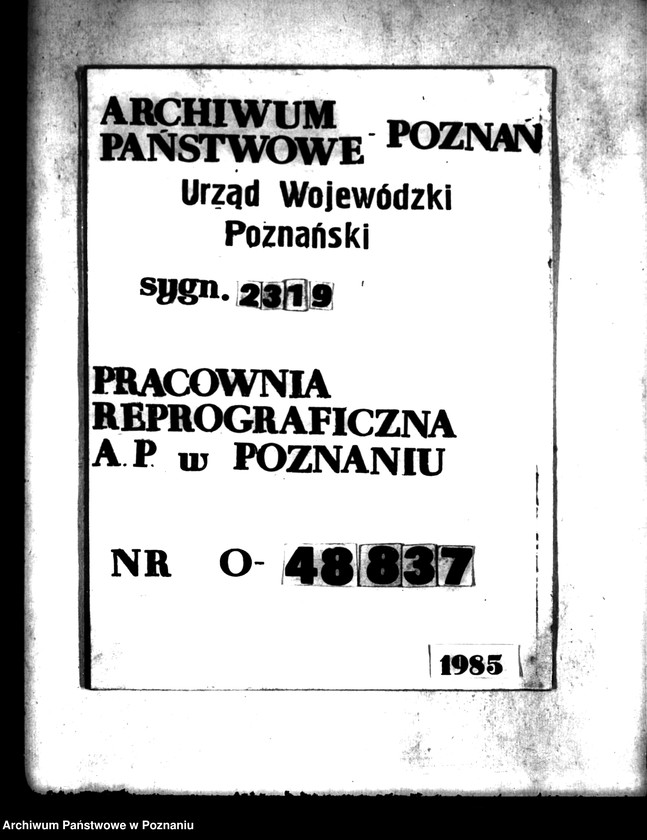 ARCHIWUM
PAŃSTWOWE - POZNAŃ
Urząd Wojewódzki
Poznański
sygn. 2319
PRACOWNIA
REPROGRAFICZNA
A.P. w POZNANIU
NR O-48837
1985
Archiwum Państwowe w Poznaniu